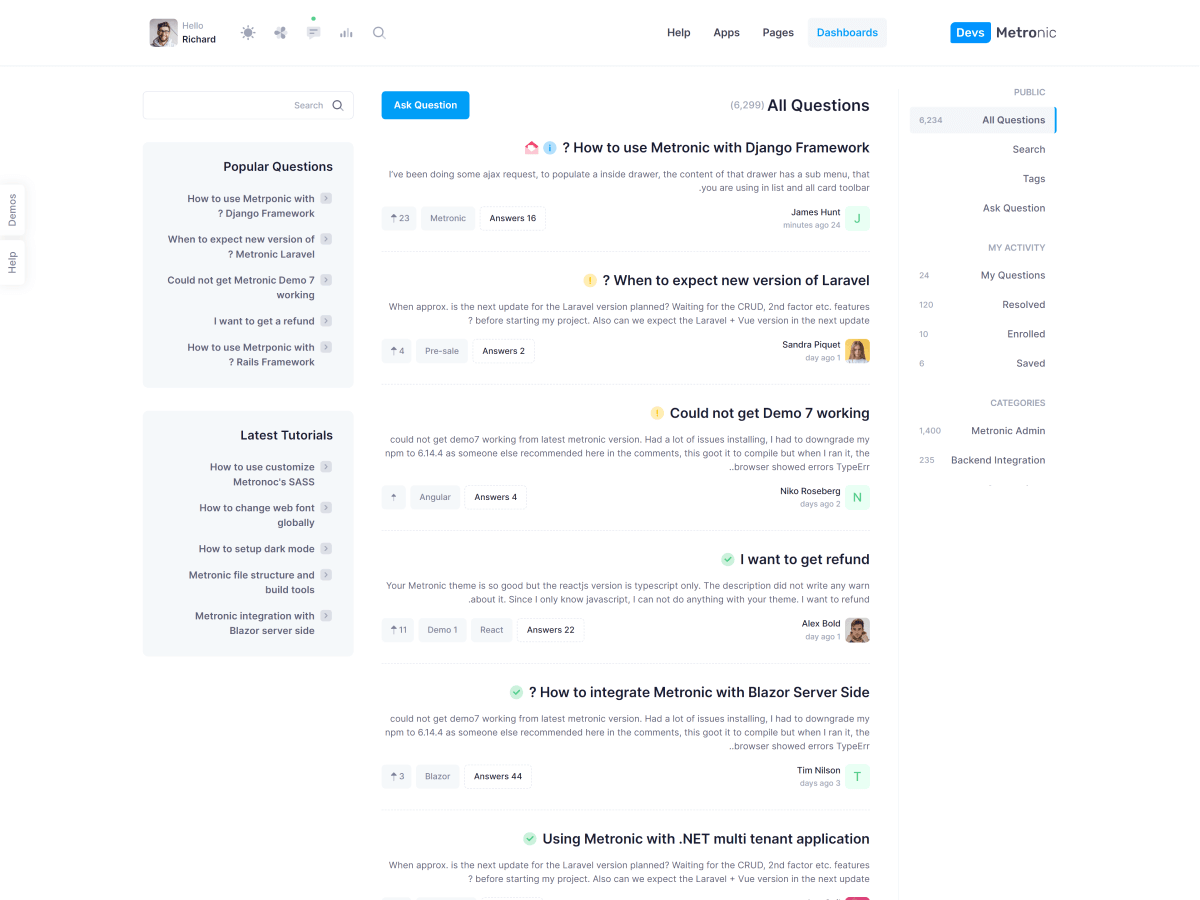 Hello
Richard
Help
Apps
Pages
Dashboards
Devs Metronic
Search
Ask Question
(6,299) All Questions
PUBLIC
6,234 All Questions
Search
Tags
Ask Question
MY ACTIVITY
24 My Questions
120 Resolved
10 Enrolled
6 Saved
CATEGORIES
1,400 Metronic Admin
235 Backend Integration
Demos
Help
Popular Questions
How to use Metrponic with
? Django Framework
When to expect new version of
? Metronic Laravel
Could not get Metronic Demo 7
working
I want to get a refund
How to use Metrponic with
? Rails Framework
Latest Tutorials
How to use customize
Metronoc's SASS
How to change web font
globally
How to setup dark mode
Metronic file structure and
build tools
Metronic integration with
Blazor server side
? How to use Metronic with Django Framework
I've been doing some ajax request, to populate a inside drawer, the content of that drawer has a sub menu, that
.you are using in list and all card toolbar
23 Metronic Answers 16
James Hunt
minutes ago 24
J
? When to expect new version of Laravel
When approx. is the next update for the Laravel version planned? Waiting for the CRUD, 2nd factor etc. features
? before starting my project. Also can we expect the Laravel + Vue version in the next update
4 Pre-sale Answers 2
Sandra Piquet
day ago 1
Could not get Demo 7 working
could not get demo7 working from latest metronic version. Had a lot of issues installing, I had to downgrade my
npm to 6.14.4 as someone else recommended here in the comments, this goot it to compile but when I ran it, the
..browser showed errors TypeErr
Angular Answers 4
Niko Roseberg
days ago 2
N
I want to get refund
Your Metronic theme is so good but the reactjs version is typescript only. The description did not write any warn
.about it. Since I only know javascript, I can not do anything with your theme. I want to refund
11 Demo 1 React Answers 22
Alex Bold
day ago 1
? How to integrate Metronic with Blazor Server Side
could not get demo7 working from latest metronic version. Had a lot of issues installing, I had to downgrade my
npm to 6.14.4 as someone else recommended here in the comments, this goot it to compile but when I ran it, the
..browser showed errors TypeErr
3 Blazor Answers 44
Tim Nilson
days ago 3
T
Using Metronic with .NET multi tenant application
When approx. is the next update for the Laravel version planned? Waiting for the CRUD, 2nd factor etc. features
? before starting my project. Also can we expect the Laravel + Vue version in the next update